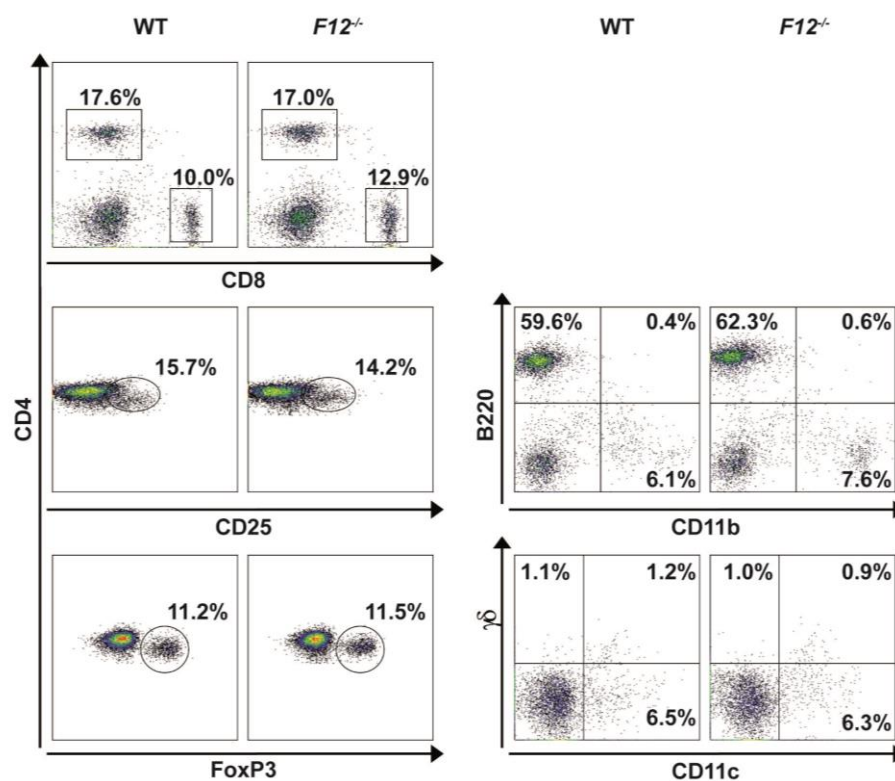 WT F12-/- WT F12-/-
17.6% 17.0%
10.0% 12.9%
CD8
15.7% 14.2%
CD25
11.2% 11.5%
FoxP3
CD4
59.6% 0.4% 62.3% 0.6%
6.1% 7.6%
B220
CD11b
1.1% 1.2% 1.0% 0.9%
6.5% 6.3%
γδ
CD11c